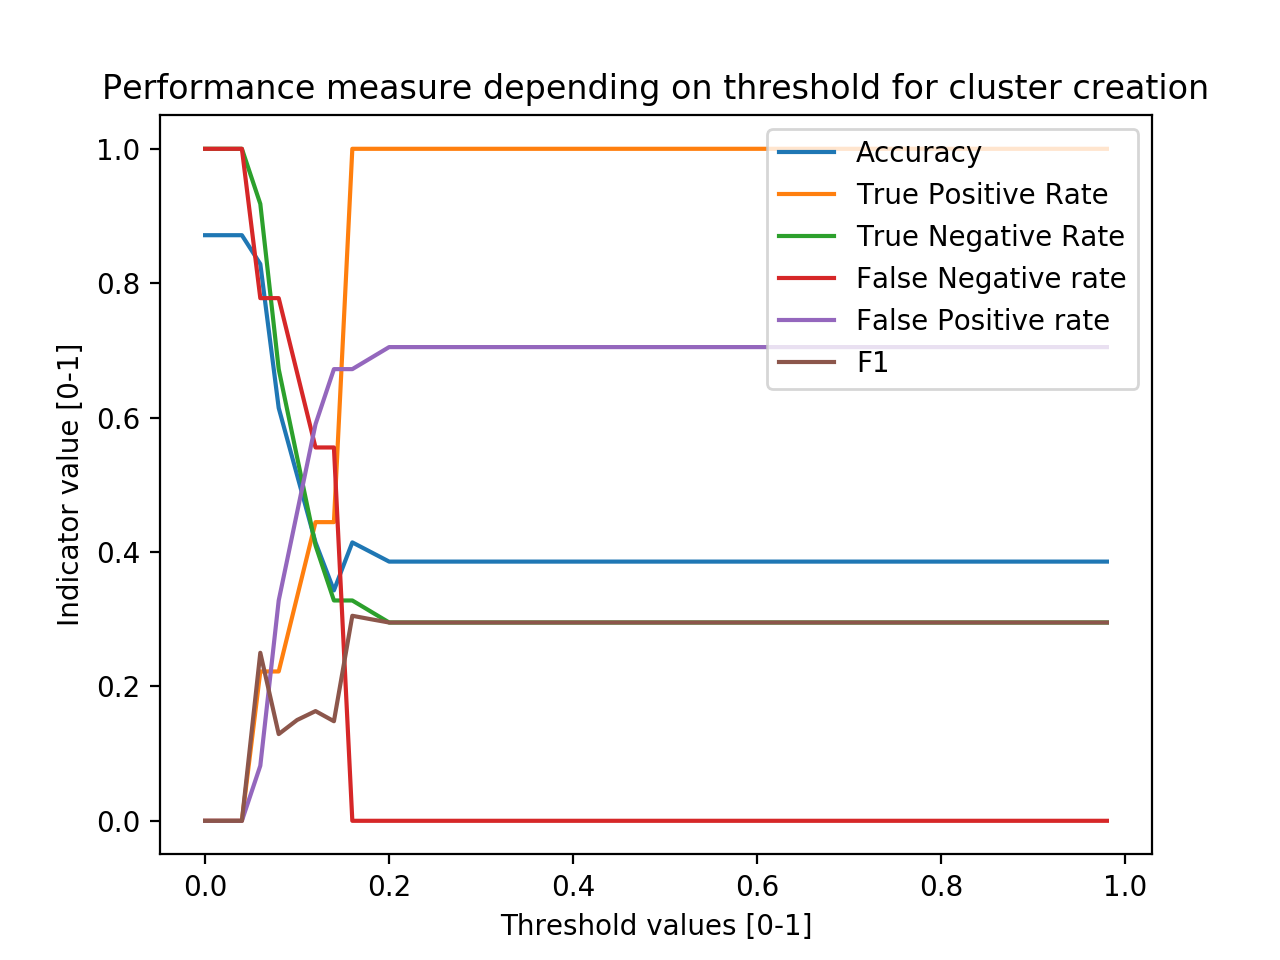 Performance measure depending on threshold for cluster creation
1.0
0.8
0.6
0.4
0.2
0.0
Indicator value [0-1]
Accuracy
True Positive Rate
True Negative Rate
False Negative rate
False Positive rate
F1
0.0 0.2 0.4 0.6 0.8 1.0
Threshold values [0-1]